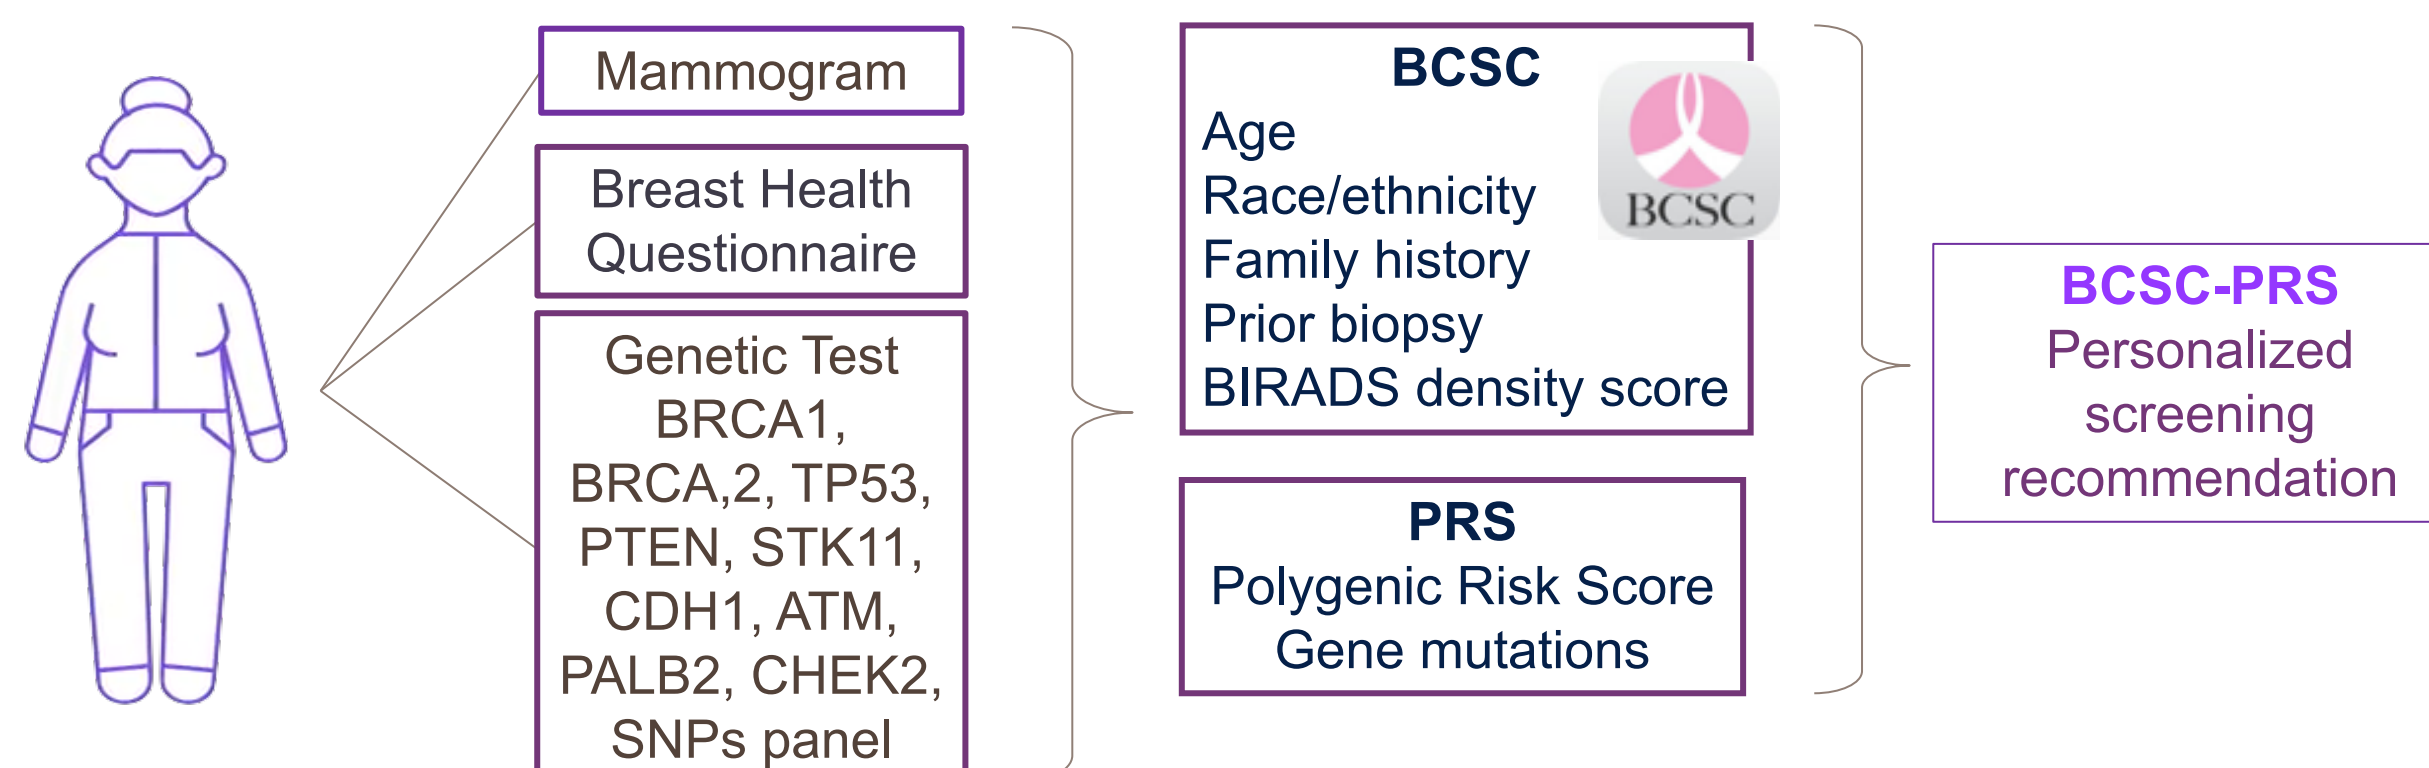 Mammogram
Breast Health
Questionnaire
Genetic Test
BRCA1,
BRCA,2, TP53,
PTEN, STK11,
CDH1, ATM,
PALB2, CHEK2,
SNPs panel
BCSC
Age
Race/ethnicity
Family history
Prior biopsy
BIRADS density score
BCSC
PRS
Polygenic Risk Score
Gene mutations
BCSC-PRS
Personalized
screening
recommendation